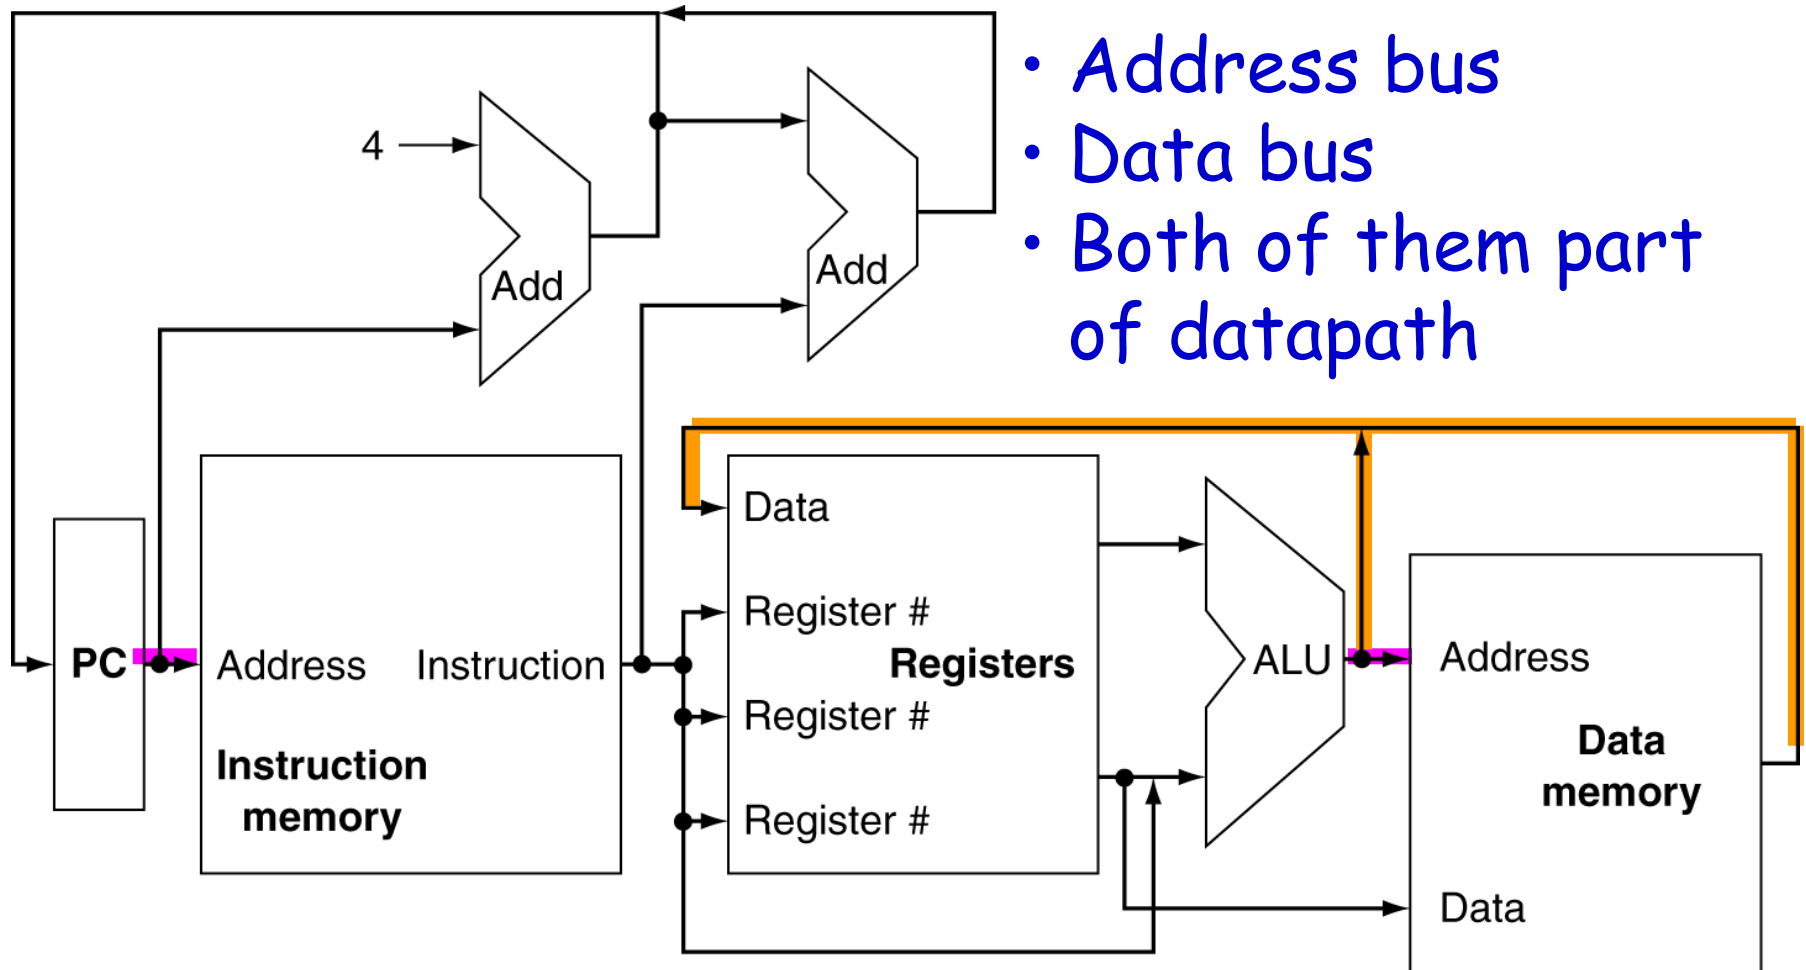 • Address bus
• Data bus
• Both of them part
of datapath
4
Add
Add
PC
Address
Instruction
Instruction
memory
Data
Register #
Registers
Register #
Register #
ALU
Address
Data
memory
Data